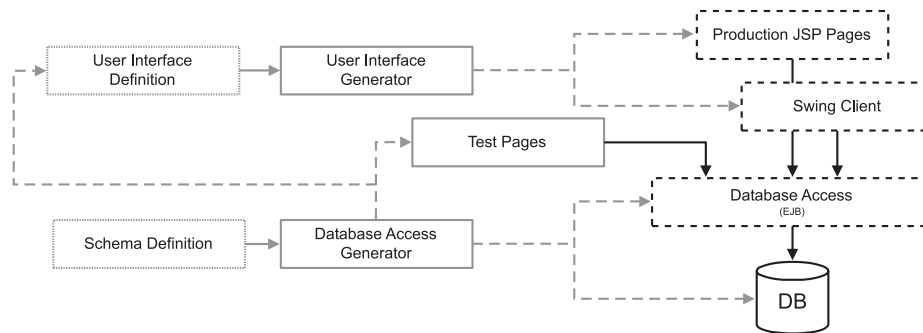 Production JSP Pages
User Interface
Definition
User Interface
Generator
Swing Client
Test Pages
Database Access
(EJB)
Schema Definition
Database Access
Generator
DB